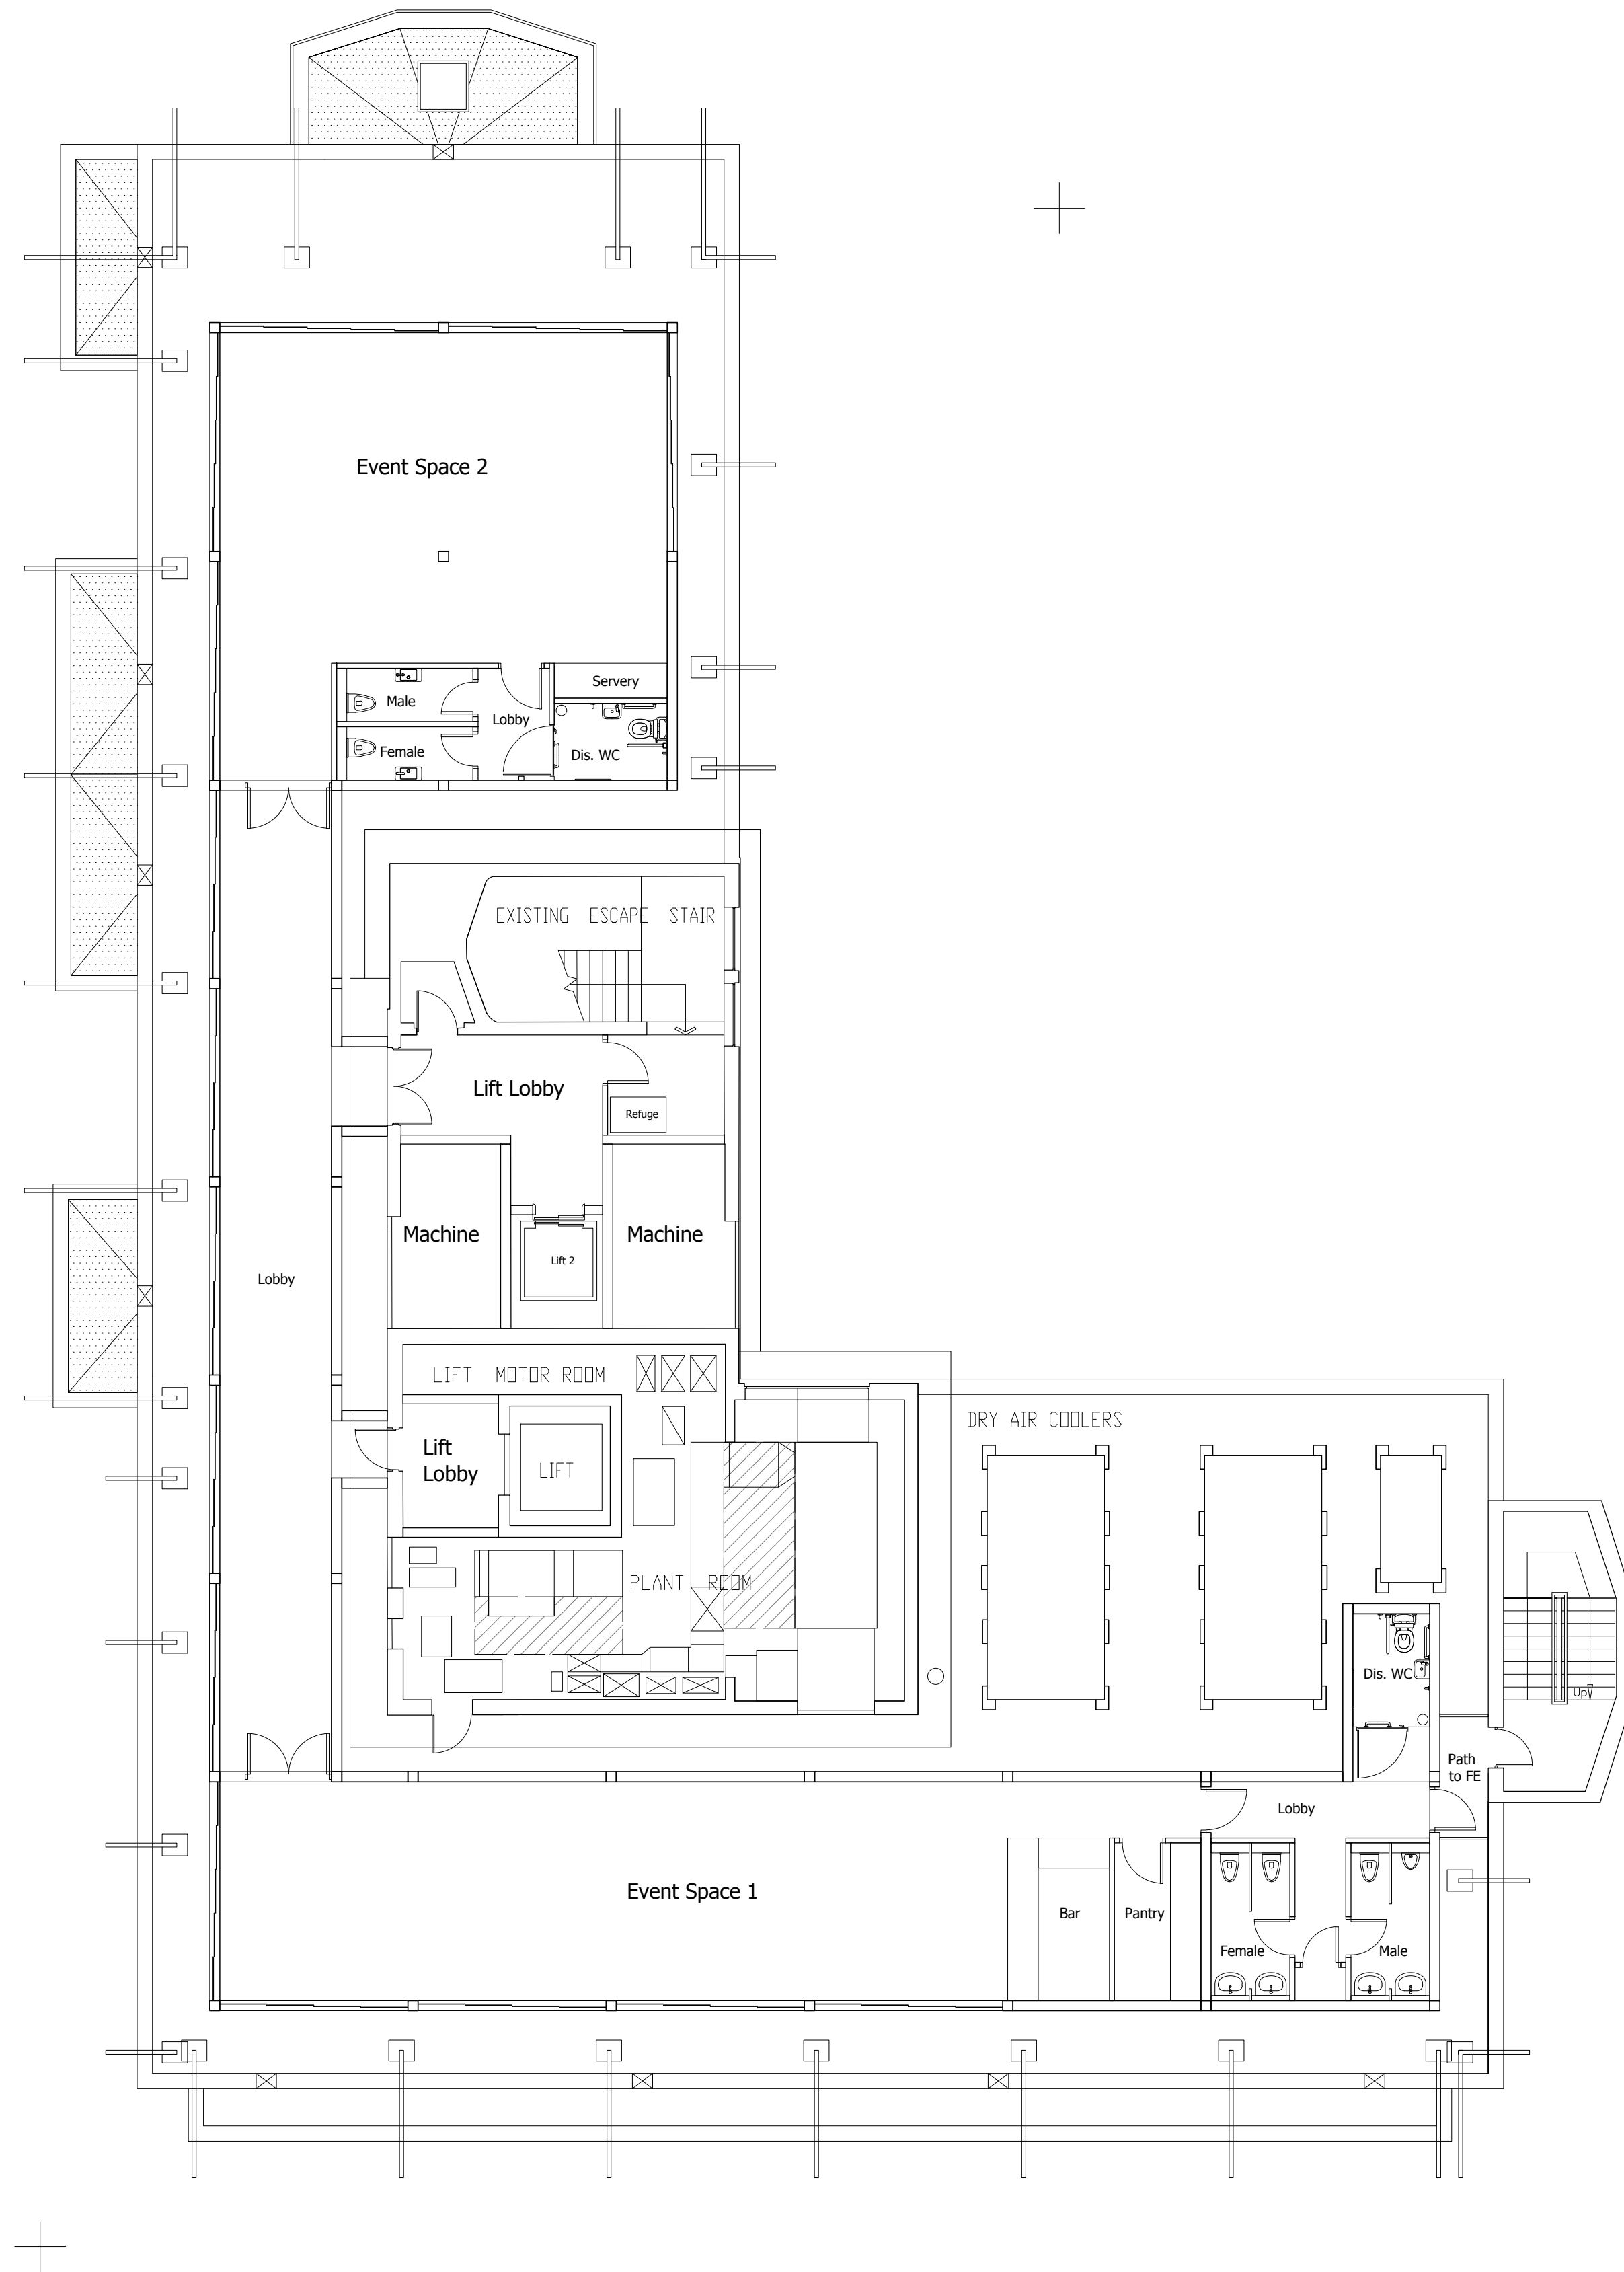 Event Space 2
Servery
Male
Lobby
Female
Dis. WC
EXISTING ESCAPE STAIR
Lift Lobby
Refuge
Machine
Machine
Lift 2
Lobby
LIFT MOTOR ROOM
DRY AIR COOLERS
Lift
Lobby
LIFT
PLANT ROOM
Dis. WC
Up
Path
to FE
Lobby
Event Space 1
Bar
Pantry
Female
Male